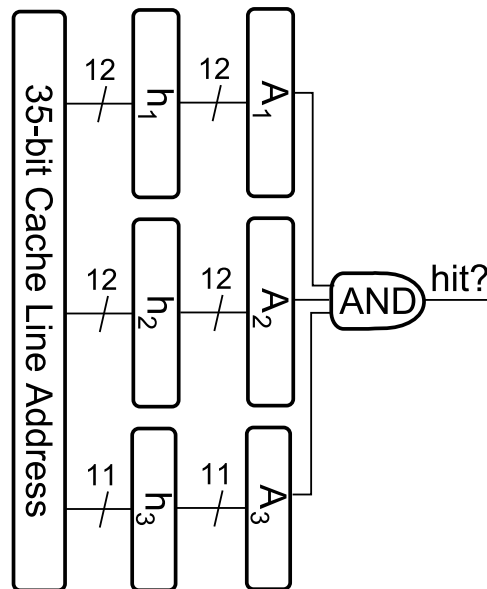 35-bit Cache Line Address
12
h1
12
A1
12
h2
12
A2
11
h3
11
A3
AND
hit?